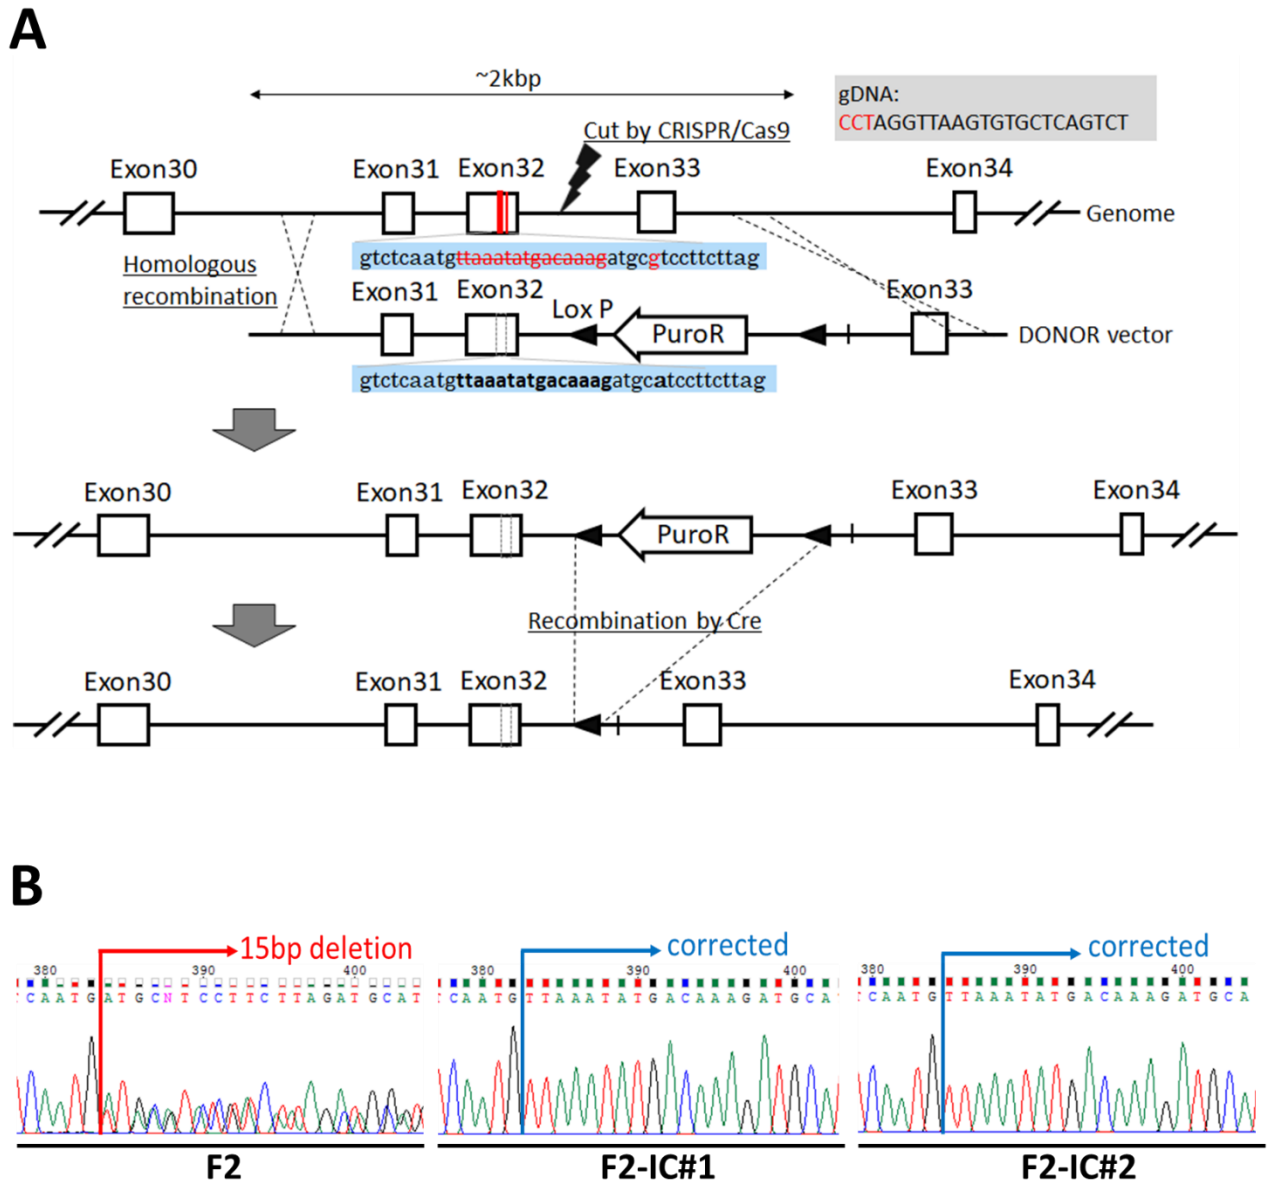 A
~2kbp
gDNA:
CCTAGGTTAAGTGTGCTCAGTCT
Cut by CRISPR/Cas9
Exon30 Exon31 Exon32 Exon33 Exon34
Genome
gtctcaatgttaaatatgacaaagatgcgtccttcttag
Homologous
recombination
Exon31 Exon32 Lox P PuroR Exon33
DONOR vector
gtctcaatgttaaatatgacaaagatgcatccttcttag
Exon30 Exon31 Exon32 PuroR Exon33 Exon34
Recombination by Cre
Exon30 Exon31 Exon32 Exon33 Exon34
B
15bp deletion corrected corrected
380 390 400 380 390 400 380 390 400
CAATGATGCNTCCTTCTTAGATGCAT CAATGTTAAATATGACAAAGATGCA CAATGTTAAATATGACAAAGATGCA
F2 F2-IC#1 F2-IC#2